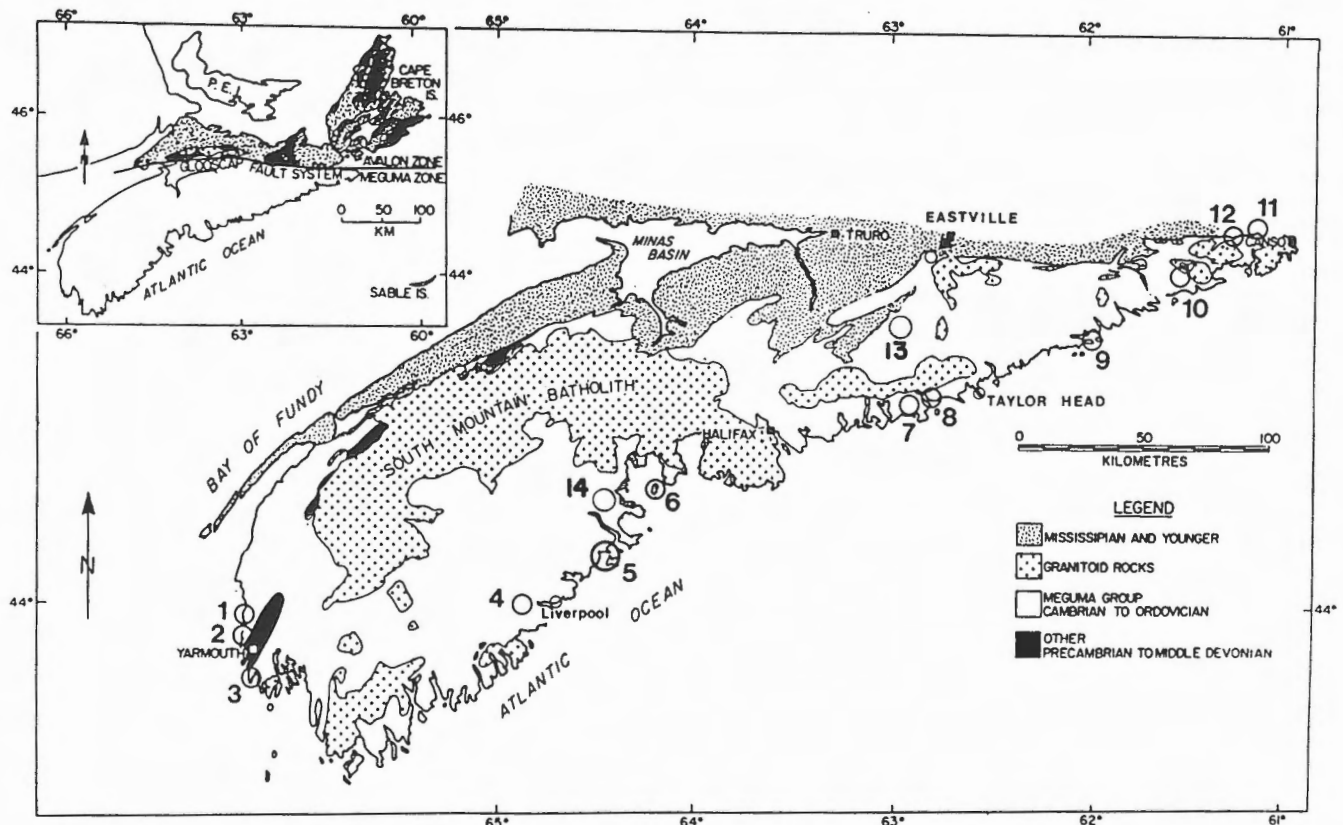 66°
63°
60°
65°
64°
63°
62°
61°
P.E.I.
CAPE
BRETON
IS.
46°
46°
AVALON ZONE
GLOOSCAP FAULT SYSTEM
MEGUMA ZONE
0 50 100
KM
ATLANTIC OCEAN
44°
44°
SABLE IS.
66°
63°
60°
EASTVILLE
TRURO
MINAS
BASIN
12
11
CANSO
10
13
9
BAY OF FUNDY
SOUTH MOUNTAIN BATHOLITH
TAYLOR HEAD
8
7
HALIFAX
0 50 100
KILOMETRES
14
6
LEGEND
MISSISIPIAN AND YOUNGER
GRANITOID ROCKS
MEGUMA GROUP
CAMBRIAN TO ORDOVICIAN
OTHER
PRECAMBRIAN TO MIDDLE DEVONIAN
N
5
44°
44°
4
Liverpool
ATLANTIC OCEAN
1
2
YARMOUTH
3
65°
64°
63°
62°
61°